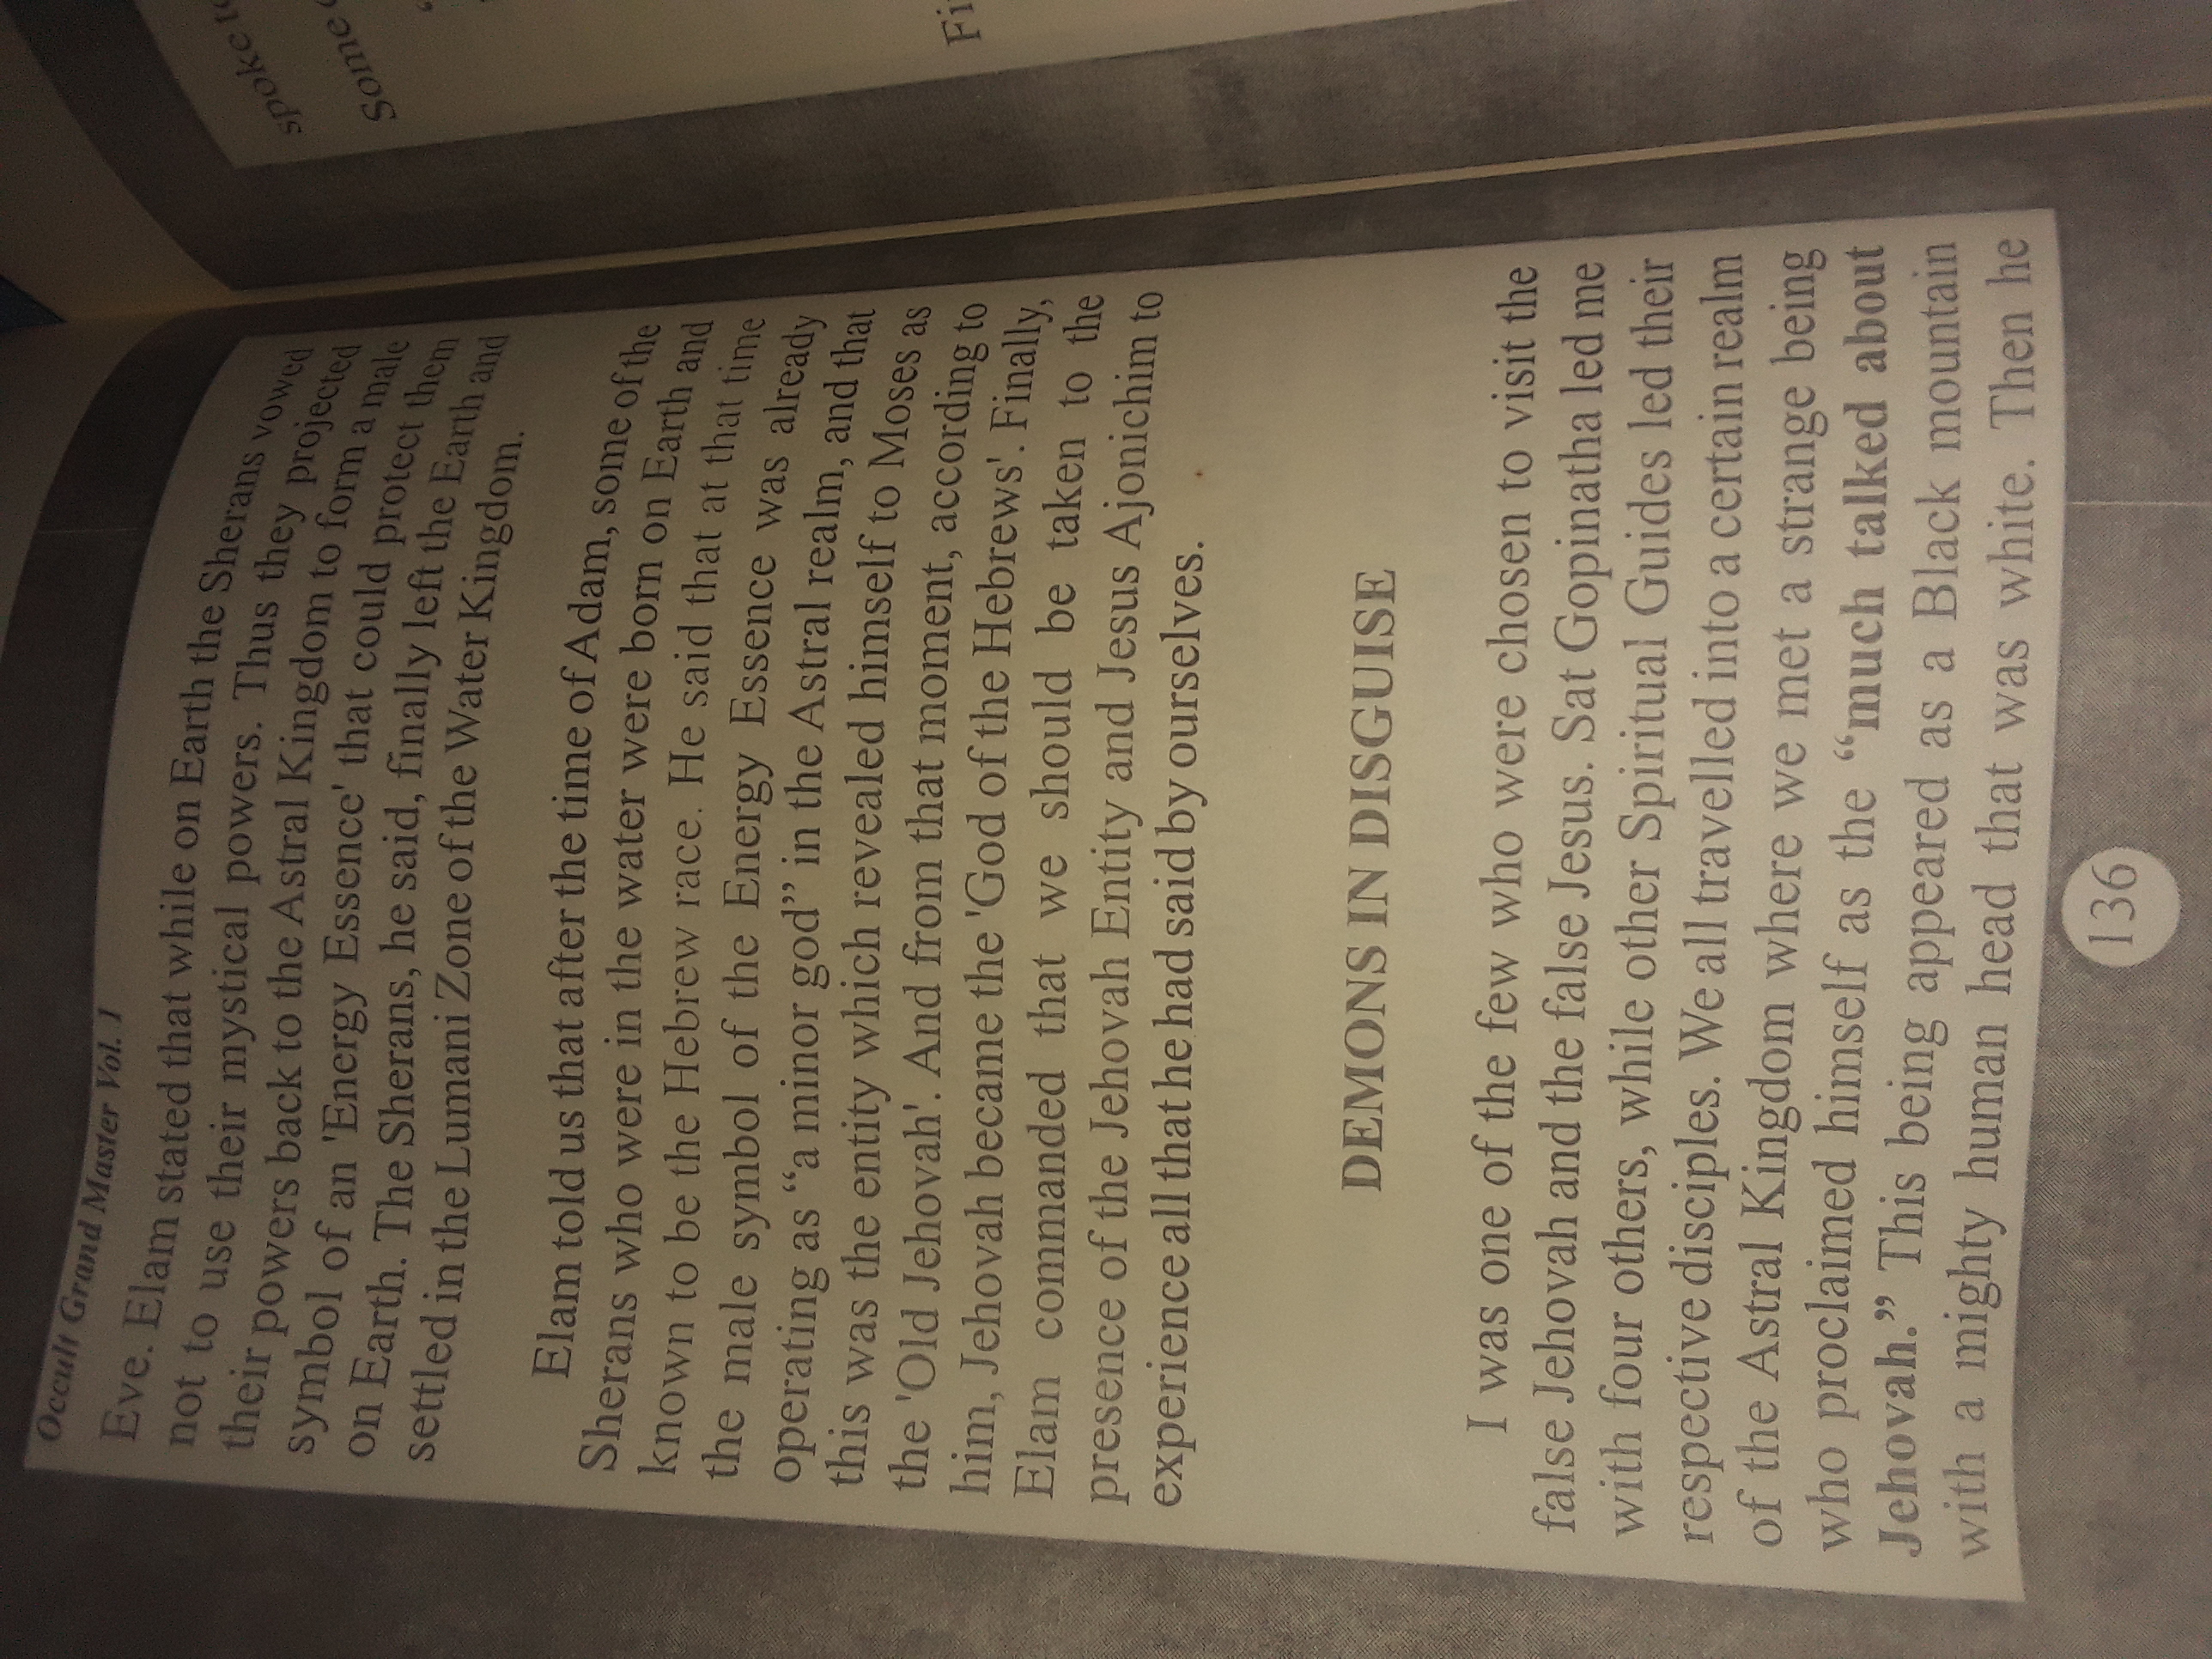 Occult Grand Master Vol. 1
Eve. Elam stated that while on Earth the Sherans vowed
not to use their mystical powers. Thus they projected
their powers back to the Astral Kingdom to form a male
symbol of an 'Energy Essence' that could protect them
on Earth. The Sherans, he said, finally left the Earth and
settled in the Lumani Zone of the Water Kingdom.
Elam told us that after the time of Adam, some of the
Sherans who were in the water were born on Earth and
known to be the Hebrew race. He said that at that time
the male symbol of the Energy Essence was already
operating as “a minor god” in the Astral realm, and that
this was the entity which revealed himself to Moses as
the 'Old Jehovah'. And from that moment, according to
him, Jehovah became the 'God of the Hebrews'. Finally,
Elam commanded that we should be taken to the
presence of the Jehovah Entity and Jesus Ajonichim to
experience all that he had said by ourselves.
DEMONS IN DISGUISE
I was one of the few who were chosen to visit the
false Jehovah and the false Jesus. Sat Gopinatha led me
with four others, while other Spiritual Guides led their
respective disciples. We all travelled into a certain realm
of the Astral Kingdom where we met a strange being
who proclaimed himself as the “much talked about
Jehovah.” This being appeared as a Black mountain
with a mighty human head that was white. Then he
136
spoke
Some